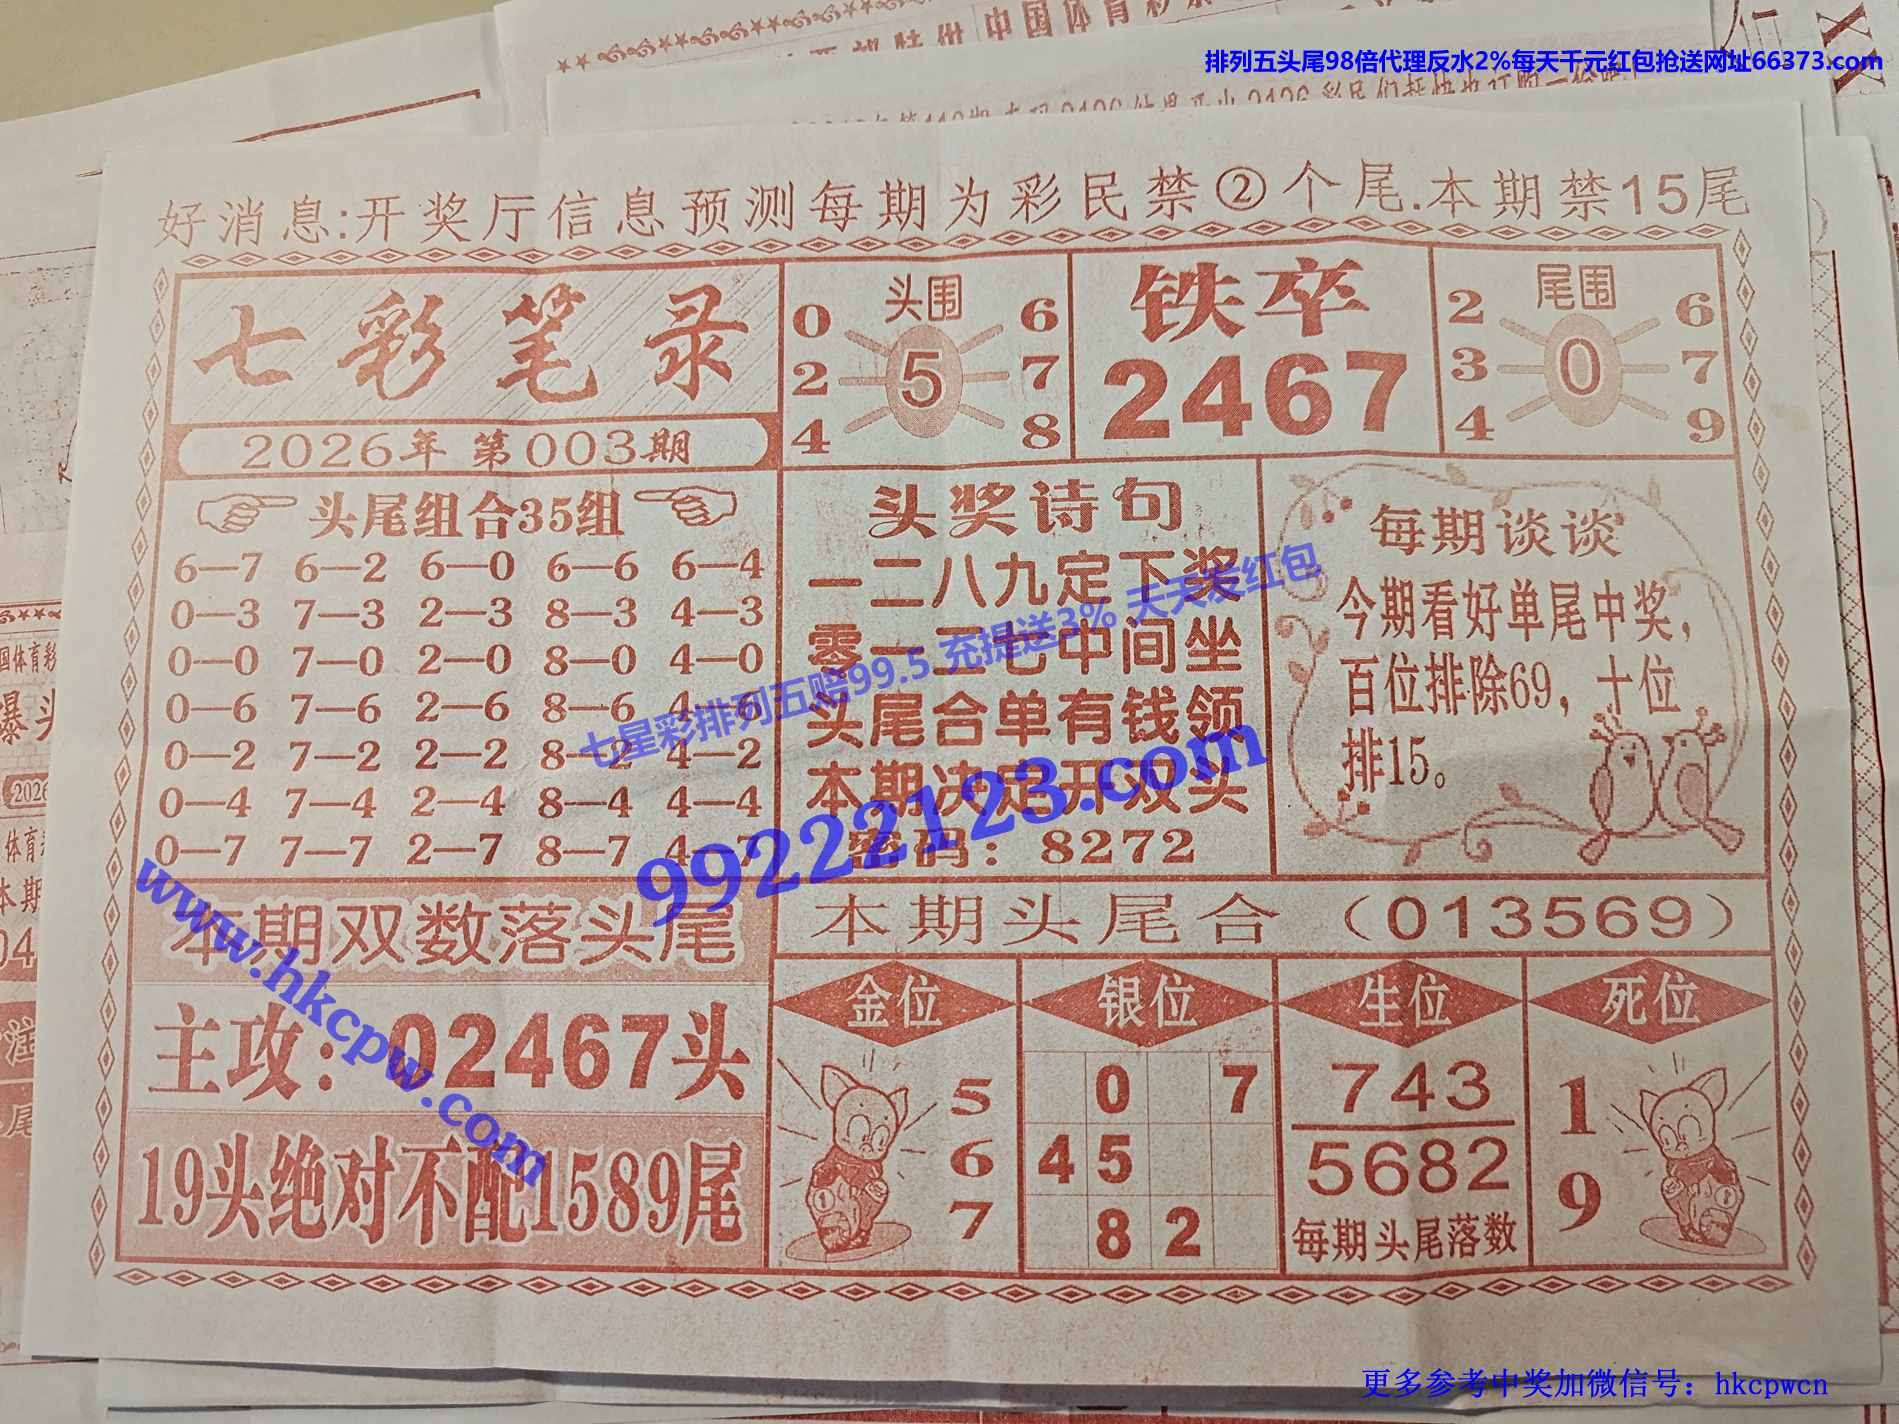 排列五头尾98倍代理反水2%每天千元红包抢送网址66373.com
好消息:开奖厅信息预测每期为彩民禁②个尾.本期禁15尾
七彩笔录
2026年 第003期
头围
0 6
2 5 7
4 8
铁卒
2467
尾围
2 6
3 0 7
4 9
头尾组合35组
6—7 6—2 6—0 6—6 6—4
0—3 7—3 2—3 8—3 4—3
0—0 7—0 2—0 8—0 4—0
0—6 7—6 2—6 8—6 4—6
0—2 7—2 2—2 8—2 4—2
0—4 7—4 2—4 8—4 4—4
0—7 7—7 2—7 8—7 4—7
头奖诗句
一二八九定下奖
零一三七中间坐
头尾合单有钱领
本期决定开双头
密码: 8272
每期谈谈
今期看好单尾中奖,
百位排除69, 十位
排15。
七星彩排列五赔99.5 充提送3% 天天发红包
99222123.com
www.hkcpw.com
本期双数落头尾
主攻: 02467头
19头绝对不配1589尾
本期头尾合 (013569)
金位
5
6
7
银位
0 7
4 5
8 2
生位
743
5682
每期头尾落数
死位
1
9
更多参考中奖加微信号: hkcpwcn